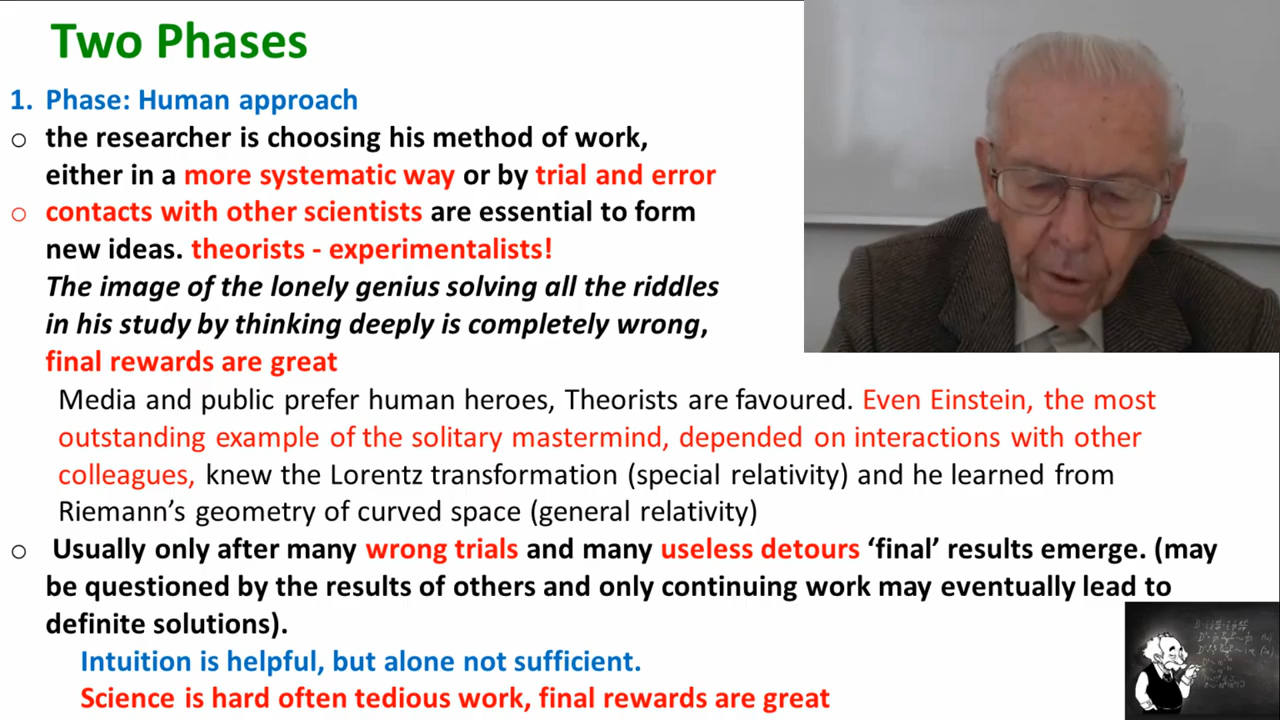 Two Phases
1. Phase: Human approach
o the researcher is choosing his method of work,
either in a more systematic way or by trial and error
o contacts with other scientists are essential to form
new ideas. theorists - experimentalists!
The image of the lonely genius solving all the riddles
in his study by thinking deeply is completely wrong,
final rewards are great
Media and public prefer human heroes, Theorists are favoured. Even Einstein, the most
outstanding example of the solitary mastermind, depended on interactions with other
colleagues, knew the Lorentz transformation (special relativity) and he learned from
Riemann’s geometry of curved space (general relativity)
o Usually only after many wrong trials and many useless detours ‘final’ results emerge. (may
be questioned by the results of others and only continuing work may eventually lead to
definite solutions).
Intuition is helpful, but alone not sufficient.
Science is hard often tedious work, final rewards are great